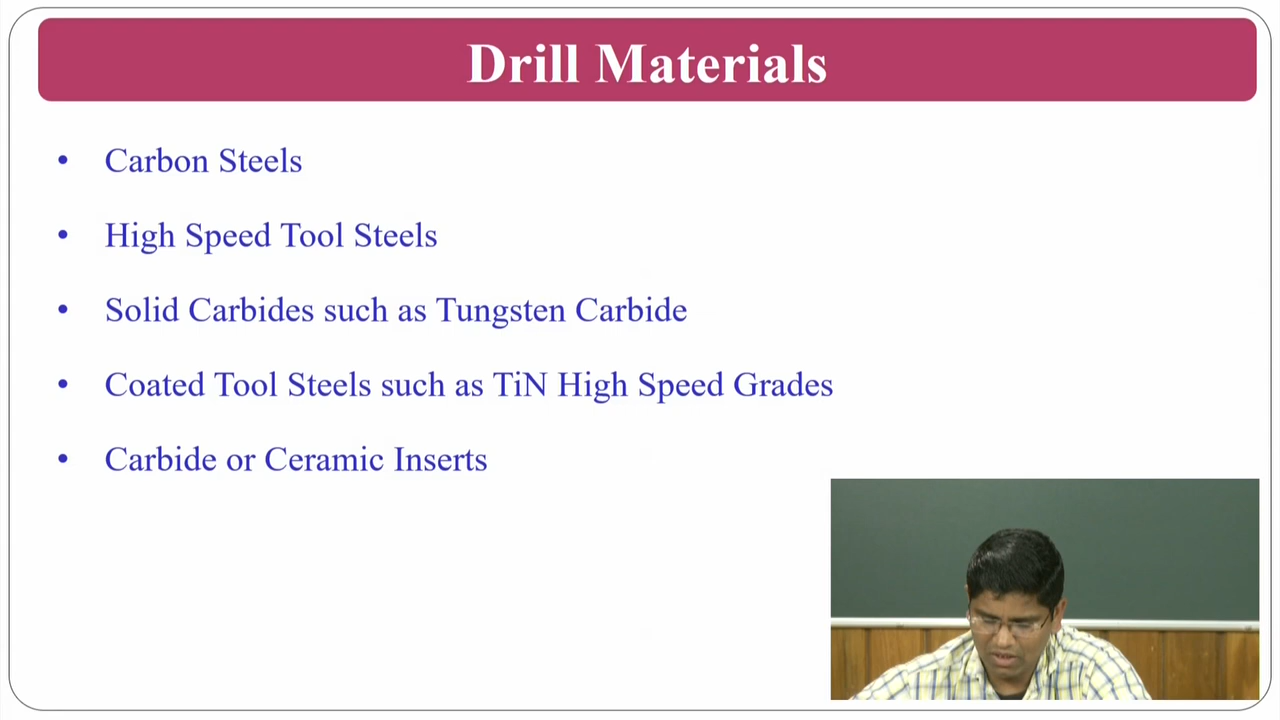 Drill Materials
• Carbon Steels
• High Speed Tool Steels
• Solid Carbides such as Tungsten Carbide
• Coated Tool Steels such as TiN High Speed Grades
• Carbide or Ceramic Inserts